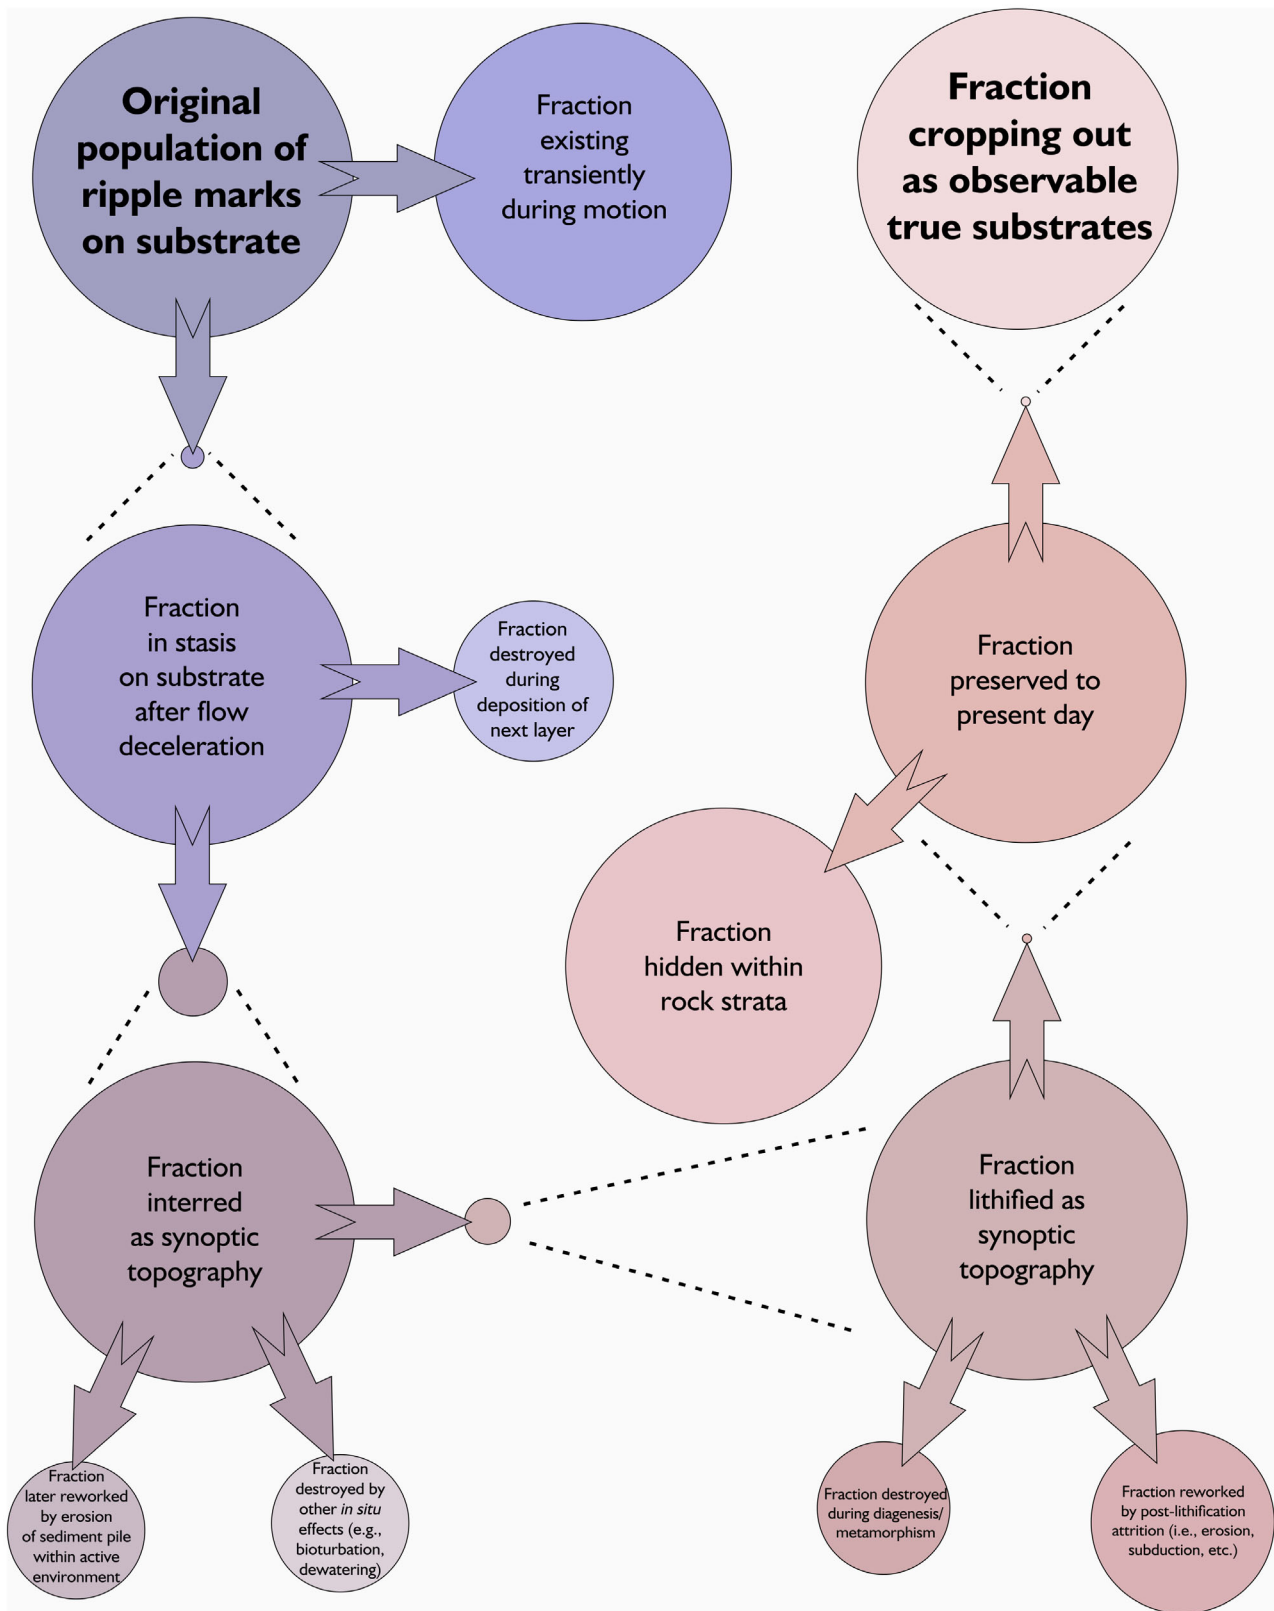 Original
population of
ripple marks
on substrate
Fraction
existing
transiently
during motion
Fraction
in stasis
on substrate
after flow
deceleration
Fraction
destroyed
during
deposition of
next layer
Fraction
interred
as synoptic
topography
Fraction
later reworked
by erosion
of sediment pile
within active
environment
Fraction
destroyed by
other in situ
effects (e.g.,
bioturbation,
dewatering)
Fraction
lithified as
synoptic
topography
Fraction destroyed
during diagenesis/
metamorphism
Fraction reworked
by post-lithification
attrition (i.e., erosion,
subduction, etc.)
Fraction
preserved to
present day
Fraction
hidden within
rock strata
Fraction
cropping out
as observable
true substrates